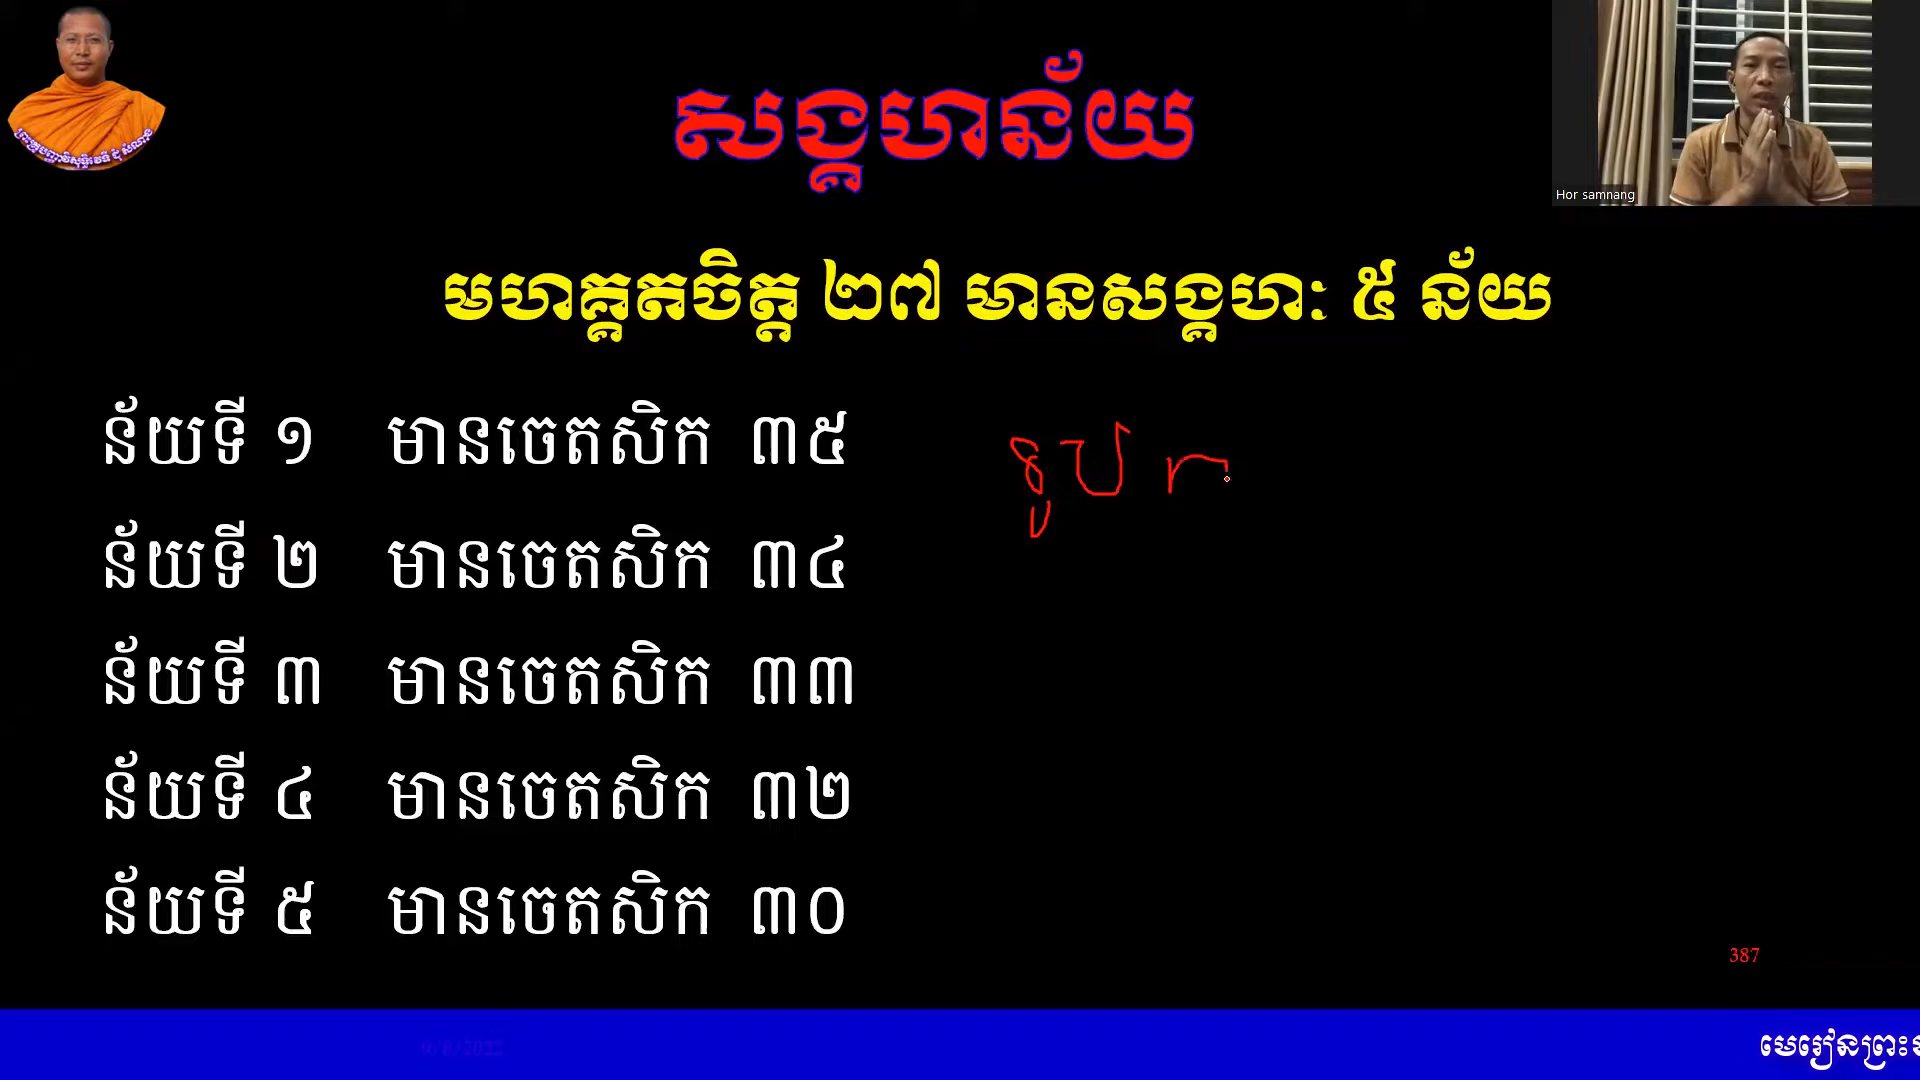 សង្គហន័យ
Hor samnang
មហគ្គតចិត្ត ២៧ មានសង្គហៈ ៥ ន័យ
ន័យទី ១ មានចេតសិក ៣៥
រូប
ន័យទី ២ មានចេតសិក ៣៤
ន័យទី ៣ មានចេតសិក ៣៣
ន័យទី ៤ មានចេតសិក ៣២
ន័យទី ៥ មានចេតសិក ៣០
387
មេរៀនព្រះ